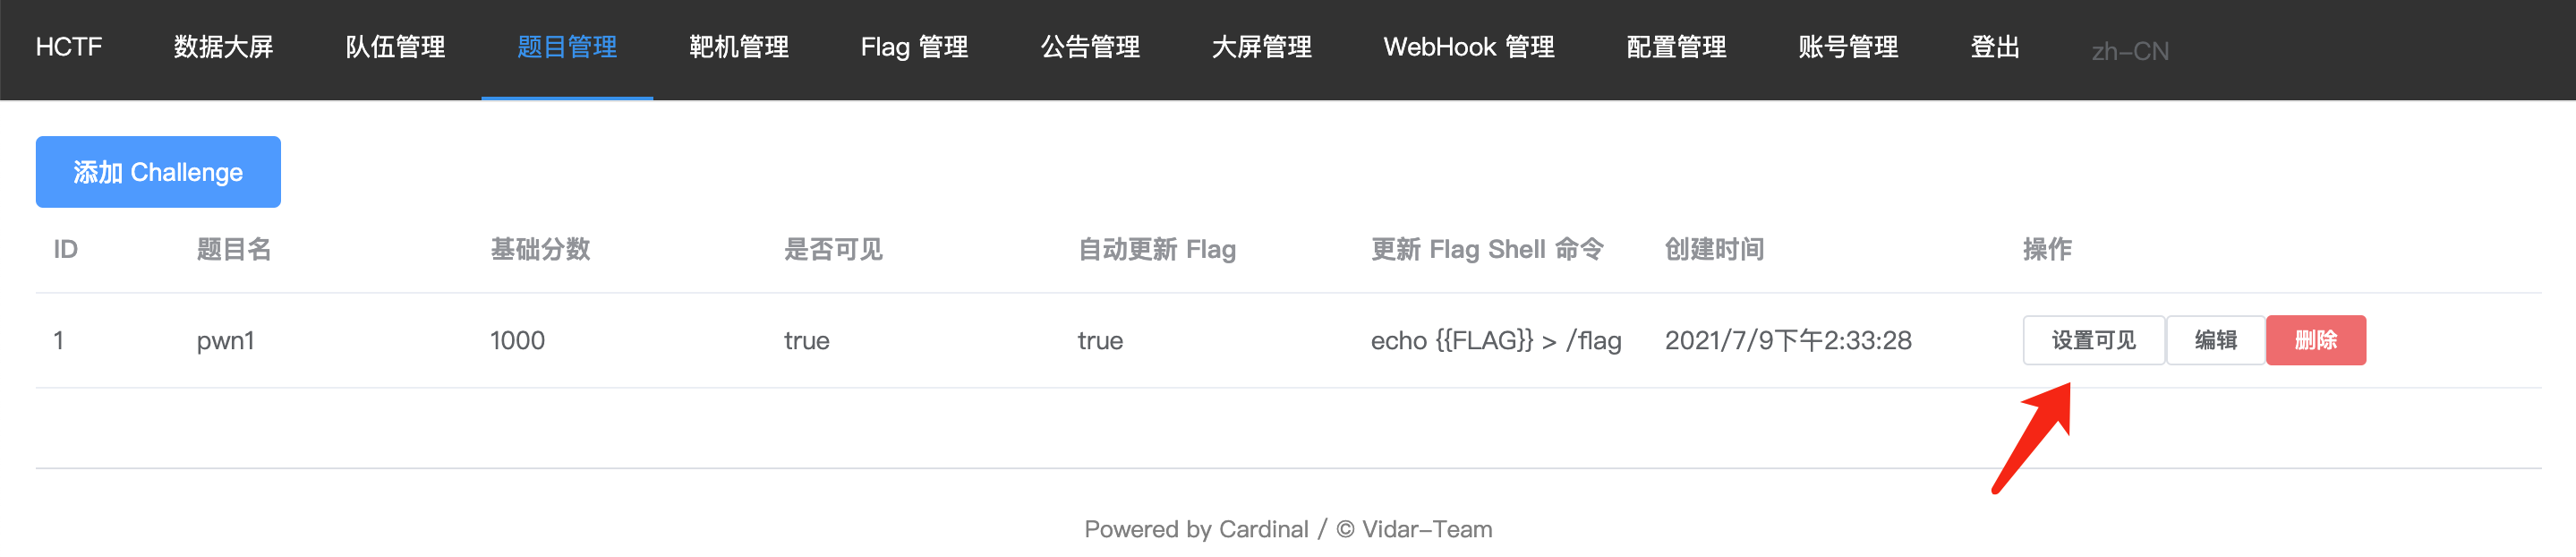 HCTF 数据大屏 队伍管理 题目管理 靶机管理 Flag 管理 公告管理 大屏管理 WebHook 管理 配置管理 账号管理 登出 zh-CN
添加 Challenge
ID 题目名 基础分数 是否可见 自动更新 Flag 更新 Flag Shell 命令 创建时间 操作
1 pwn1 1000 true true echo {{FLAG}} > /flag 2021/7/9下午2:33:28 设置可见 编辑 删除
Powered by Cardinal / © Vidar-Team